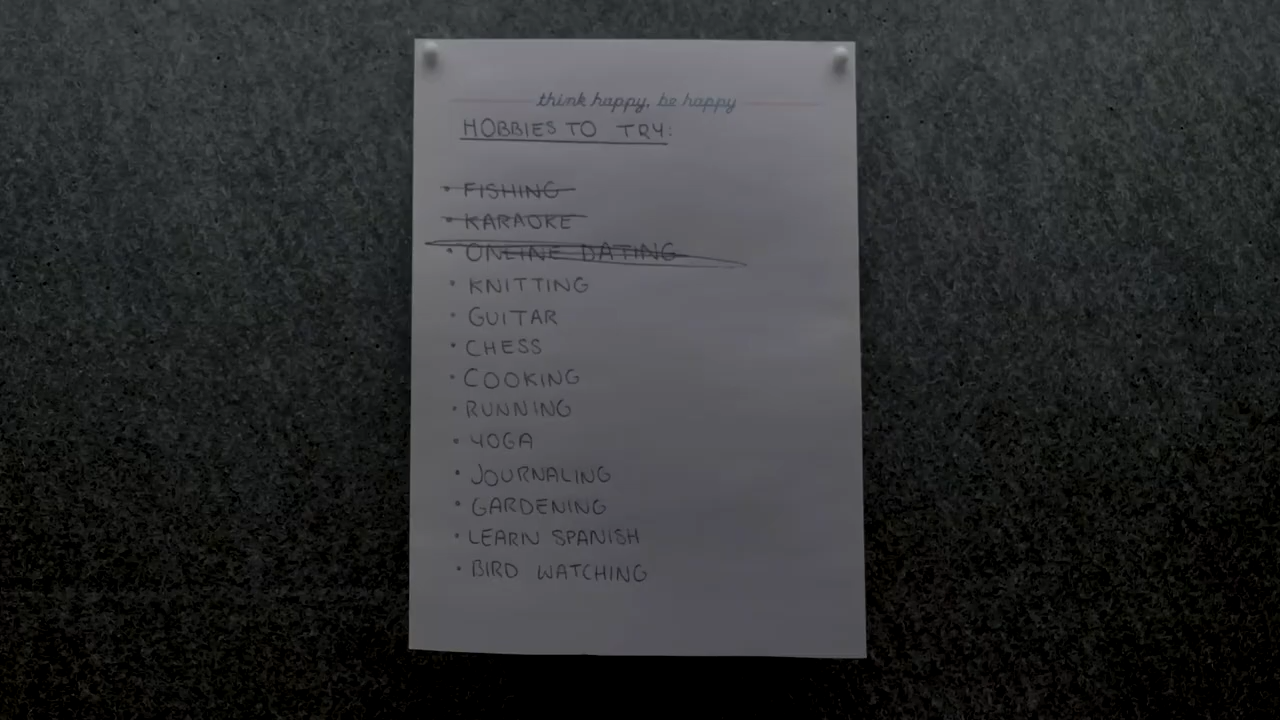 think happy, be happy
HOBBIES TO TRY:
• FISHING
• KARAOKE
• ONLINE DATING
• KNITTING
• GUITAR
• CHESS
• COOKING
• RUNNING
• YOGA
• JOURNALING
• GARDENING
• LEARN SPANISH
• BIRD WATCHING